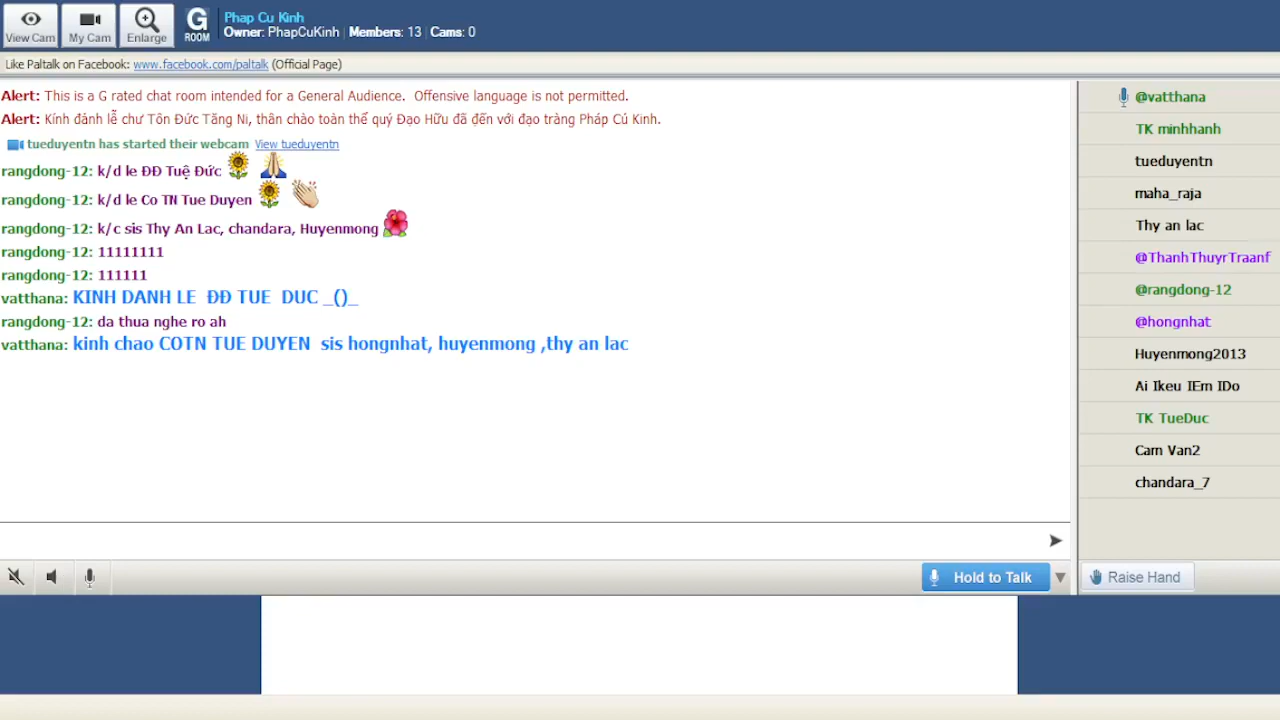 View Cam
My Cam
Enlarge
G
ROOM
Phap Cu Kinh
Owner: PhapCuKinh | Members: 13 | Cams: 0
Like Paltalk on Facebook: www.facebook.com/paltalk (Official Page)
Alert: This is a G rated chat room intended for a General Audience. Offensive language is not permitted.
Alert: Kính đảnh lễ chư Tôn Đức Tăng Ni, thân chào toàn thể quý Đạo Hữu đã đến với đạo tràng Pháp Cú Kinh.
tueduyentn has started their webcam View tueduyentn
rangdong-12: k/d le ĐĐ Tuệ Đức
rangdong-12: k/d le Co TN Tue Duyen
rangdong-12: k/c sis Thy An Lac, chandara, Huyenmong
rangdong-12: 11111111
rangdong-12: 111111
vatthana: KINH DANH LE ĐĐ TUE DUC _()_
rangdong-12: da thua nghe ro ah
vatthana: kinh chao COTN TUE DUYEN sis hongnhat, huyenmong ,thy an lac
@vatthana
TK minhhanh
tueduyentn
maha_raja
Thy an lac
@ThanhThuyrTraanf
@rangdong-12
@hongnhat
Huyenmong2013
Ai Ikeu IEm IDo
TK TueDuc
Cam Van2
chandara_7
Hold to Talk
Raise Hand